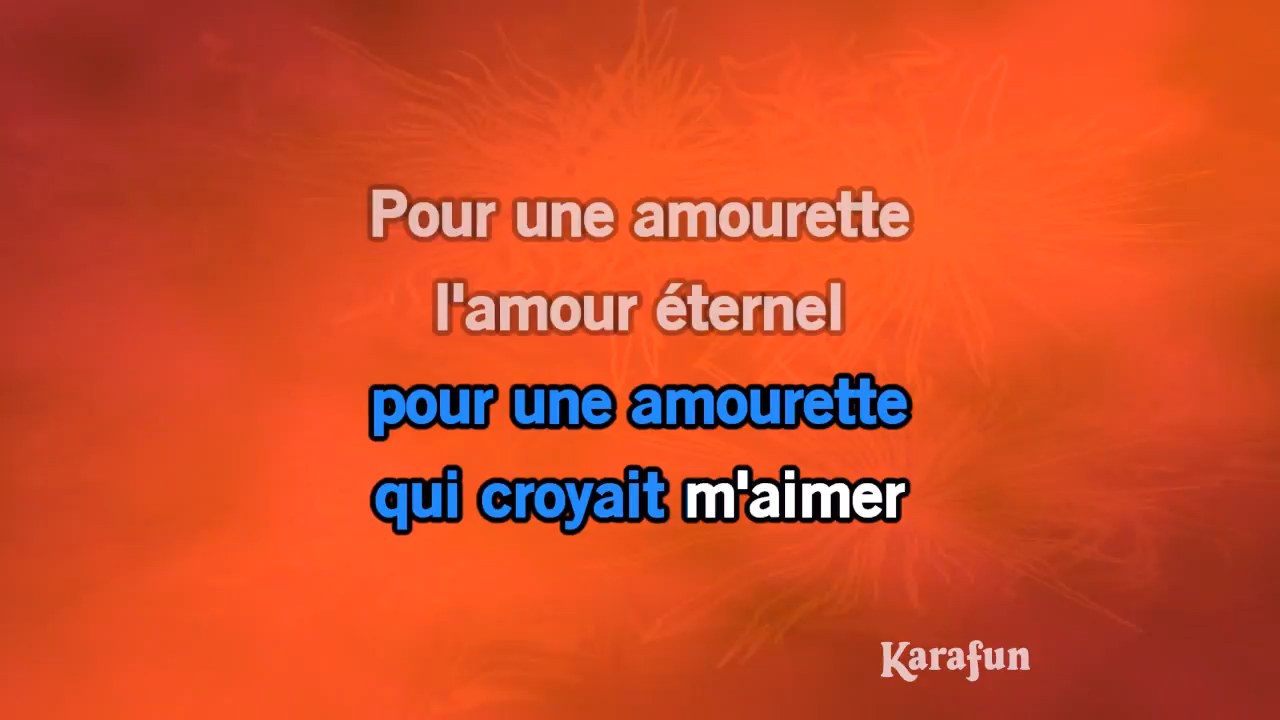 Pour une amourette
l'amour éternel
pour une amourette
qui croyait m'aimer
Karafun